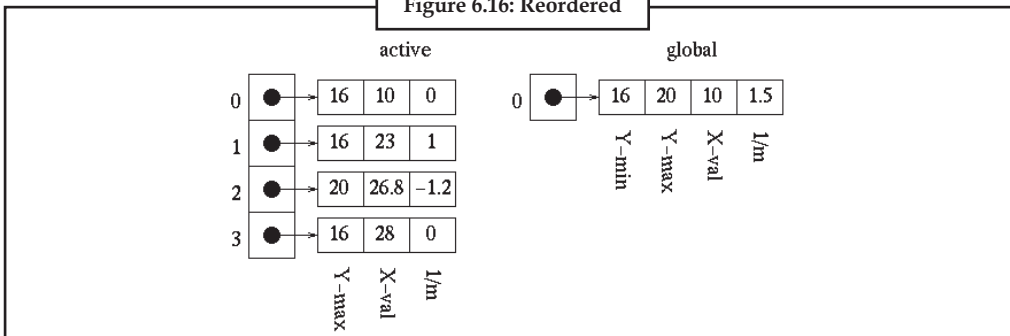 Figure 6.16: Reordered
active
global
0 16 10 0
0 16 20 10 1.5
1 16 23 1
2 20 26.8 −1.2
3 16 28 0
Y−min Y−max X−val 1/m
Y−max X−val 1/m